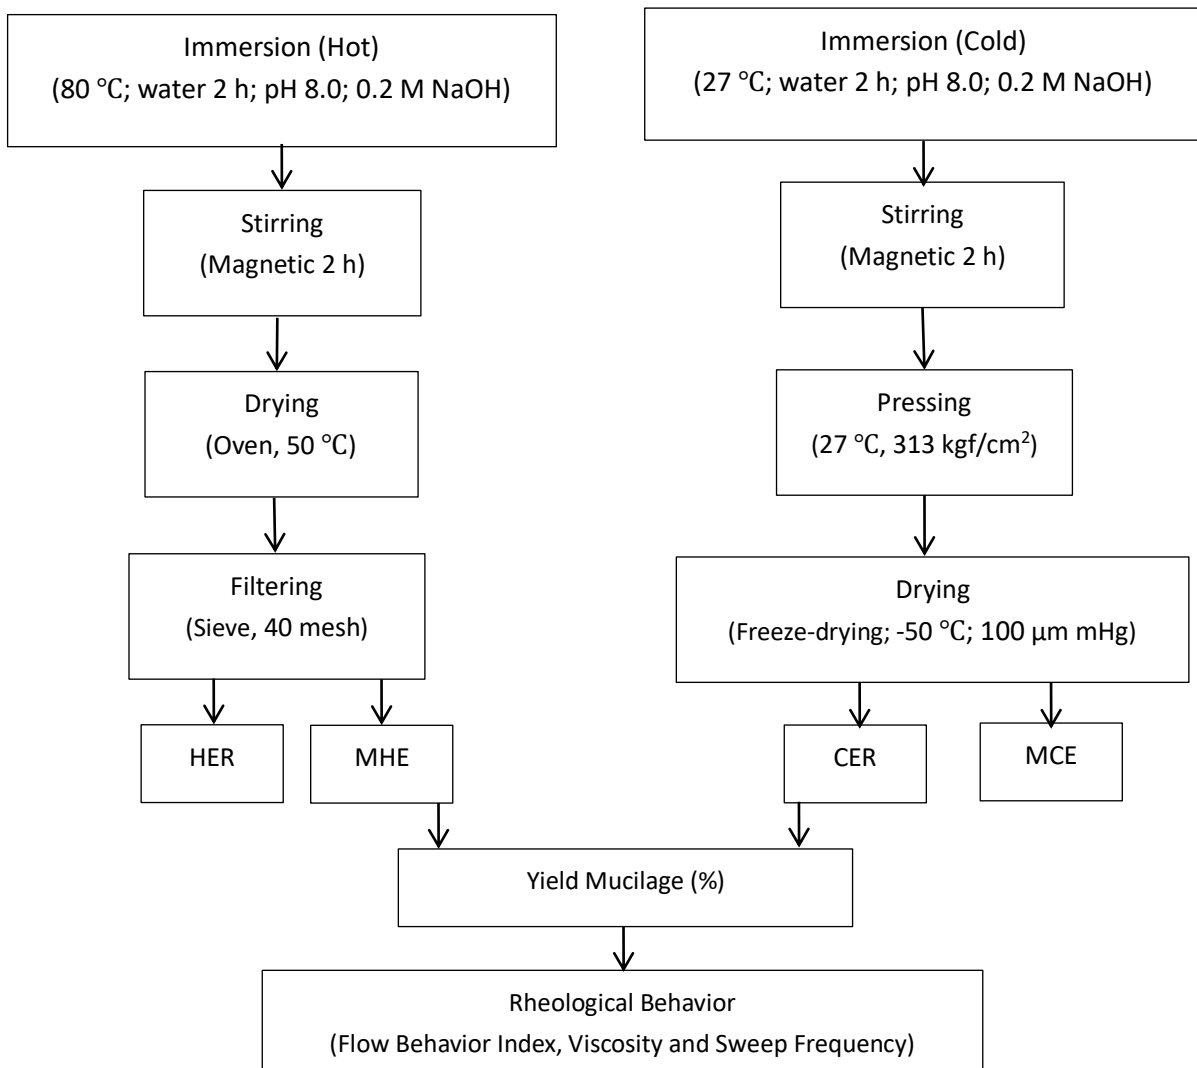 Immersion (Hot)
(80 ℃; water 2 h; pH 8.0; 0.2 M NaOH)
Stirring
(Magnetic 2 h)
Drying
(Oven, 50 ℃)
Filtering
(Sieve, 40 mesh)
HER
MHE
Immersion (Cold)
(27 ℃; water 2 h; pH 8.0; 0.2 M NaOH)
Stirring
(Magnetic 2 h)
Pressing
(27 ℃, 313 kgf/cm²)
Drying
(Freeze-drying; -50 ℃; 100 µm mHg)
CER
MCE
Yield Mucilage (%)
Rheological Behavior
(Flow Behavior Index, Viscosity and Sweep Frequency)